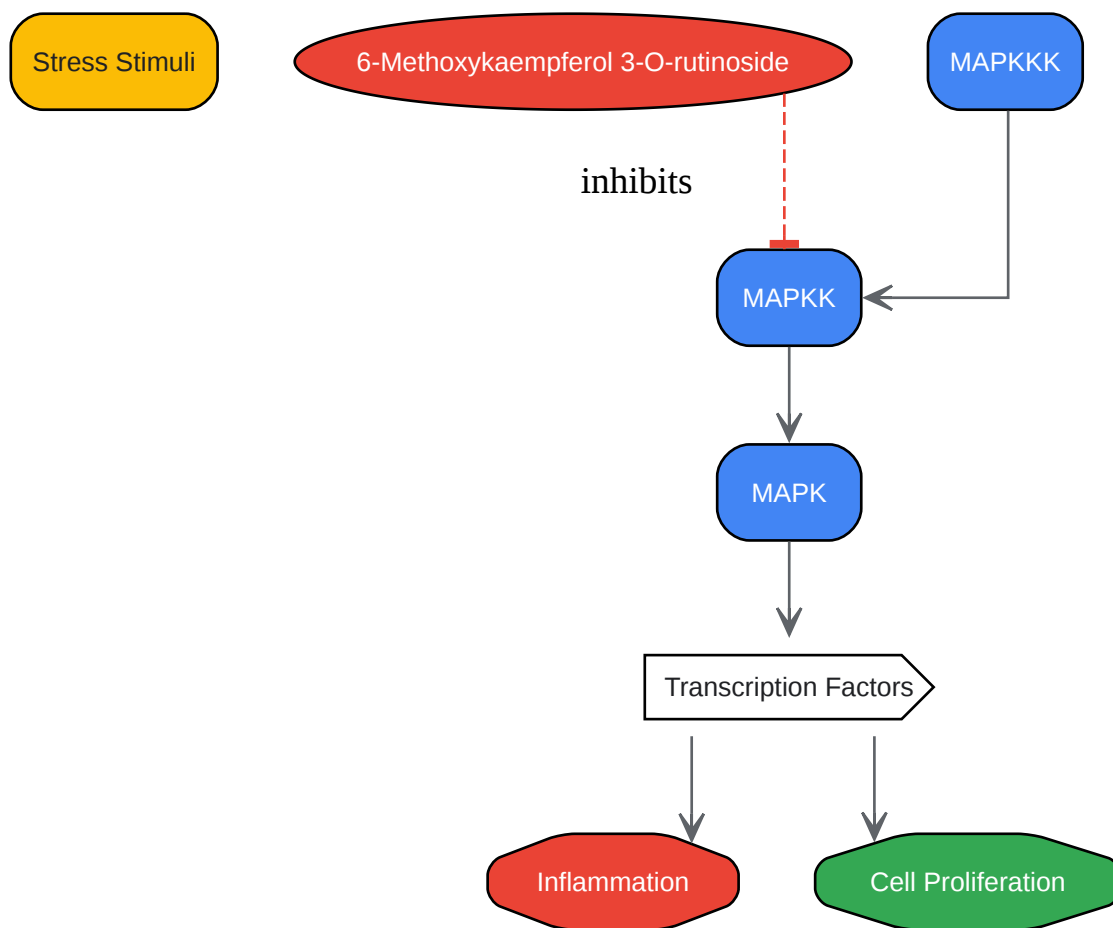 Stress Stimuli
6-Methoxykaempferol 3-O-rutinoside
MAPKKK
inhibits
MAPKK
MAPK
Transcription Factors
Inflammation
Cell Proliferation